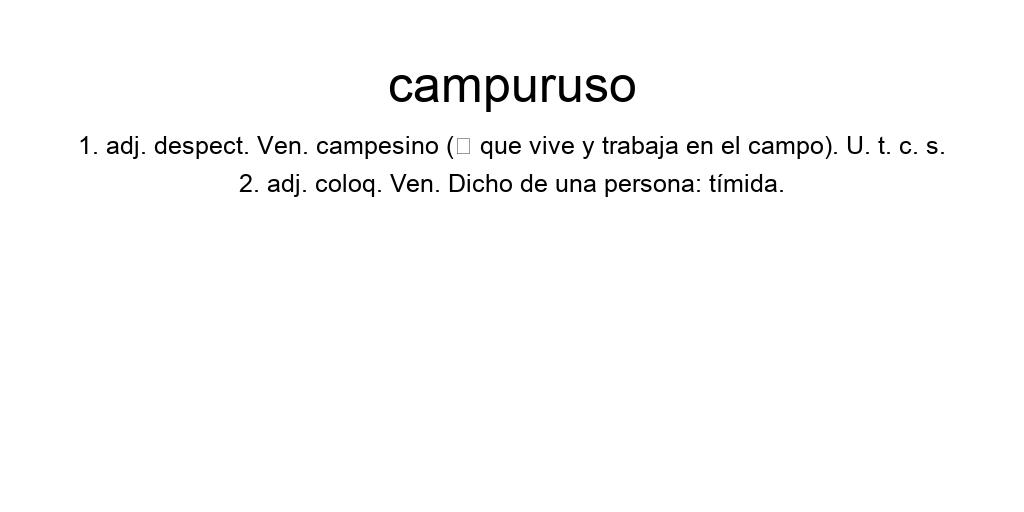 campuruso
1. adj. despect. Ven. campesino (▯ que vive y trabaja en el campo). U. t. c. s.
2. adj. coloq. Ven. Dicho de una persona: tímida.